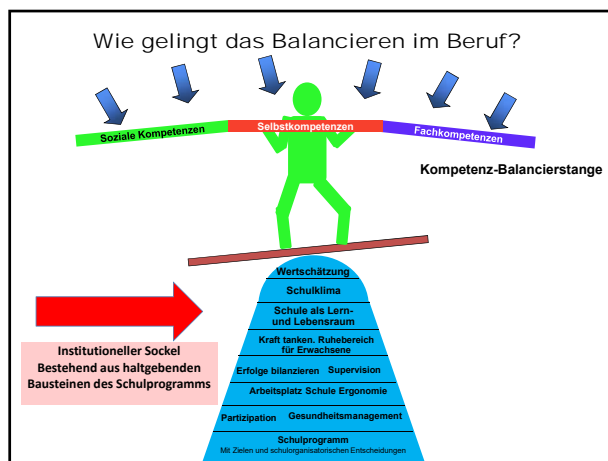 Wie gelingt das Balancieren im Beruf?
Soziale Kompetenzen
Selbstkompetenzen
Fachkompetenzen
Kompetenz-Balancierstange
Wertschätzung
Schulklima
Schule als Lern-
und Lebensraum
Kraft tanken. Ruhebereich
für Erwachsene
Erfolge bilanzieren Supervision
Arbeitsplatz Schule Ergonomie
Partizipation Gesundheitsmanagement
Schulprogramm
Mit Zielen und schulorganisatorischen Entscheidungen
Institutioneller Sockel
Bestehend aus haltgebenden
Bausteinen des Schulprogramms